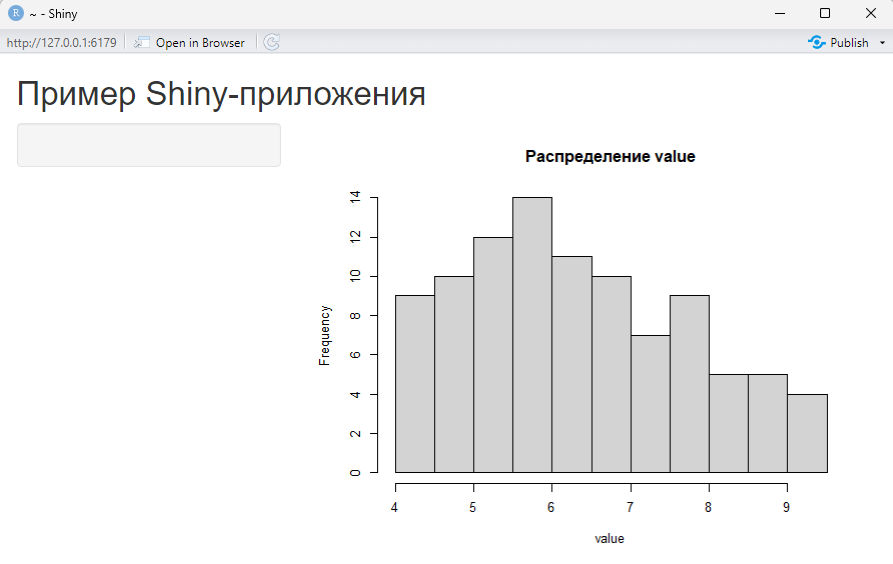 R ~ - Shiny
http://127.0.0.1:6179 Open in Browser Publish
Пример Shiny-приложения
Распределение value
14
12
10
8
6
4
2
0
Frequency
4 5 6 7 8 9
value